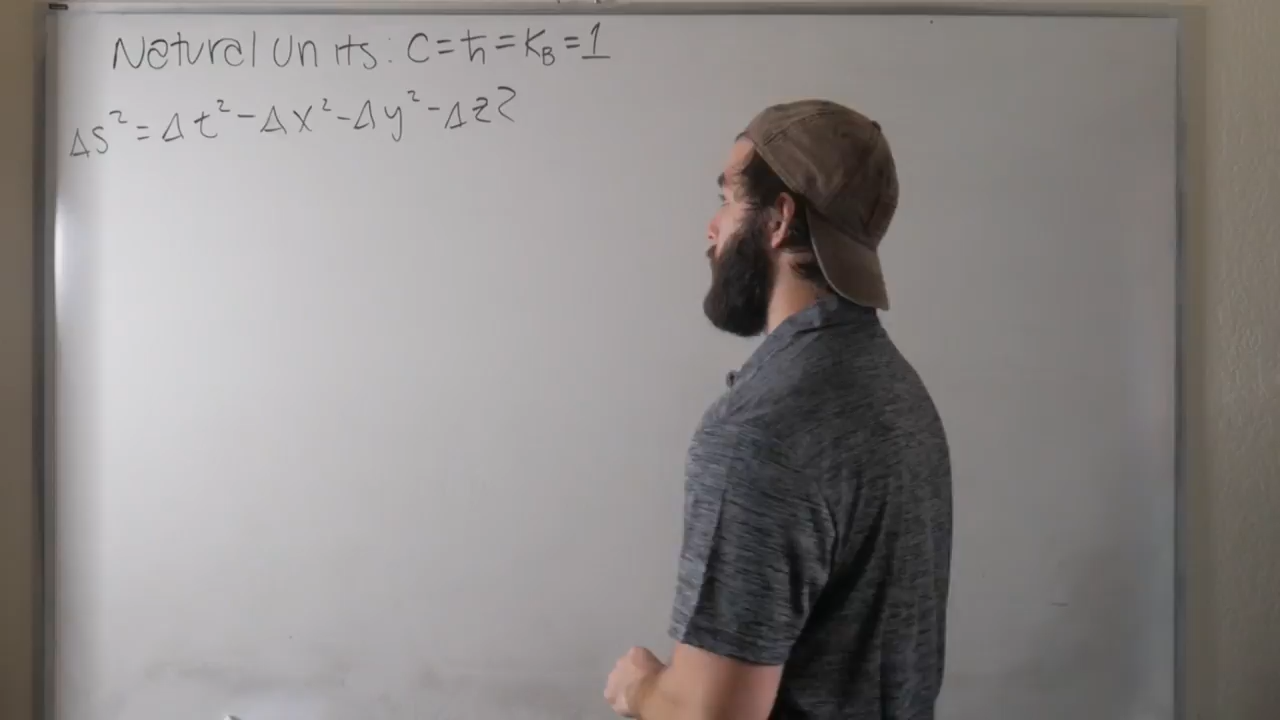 Natural Units: C = ħ = K_B = 1
Δs² = Δt² - Δx² - Δy² - Δz²